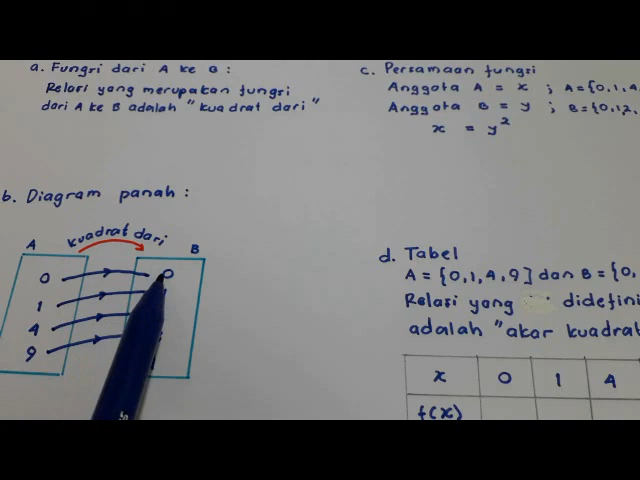 a. Fungsi dari A ke B :
Relasi yang merupakan fungsi
dari A ke B adalah "kuadrat dari"
b. Diagram panah :
A
kuadrat dari
B
0
0
1
4
9
c. Persamaan fungsi
Anggota A = x ; A = {0, 1, 4,
Anggota B = y ; B = {0, 1 2,
x = y²
d. Tabel
A = {0, 1, 4, 9} dan B = {0,
Relasi yang didefini
adalah "akar kuadrat
x 0 1 4
f(x)